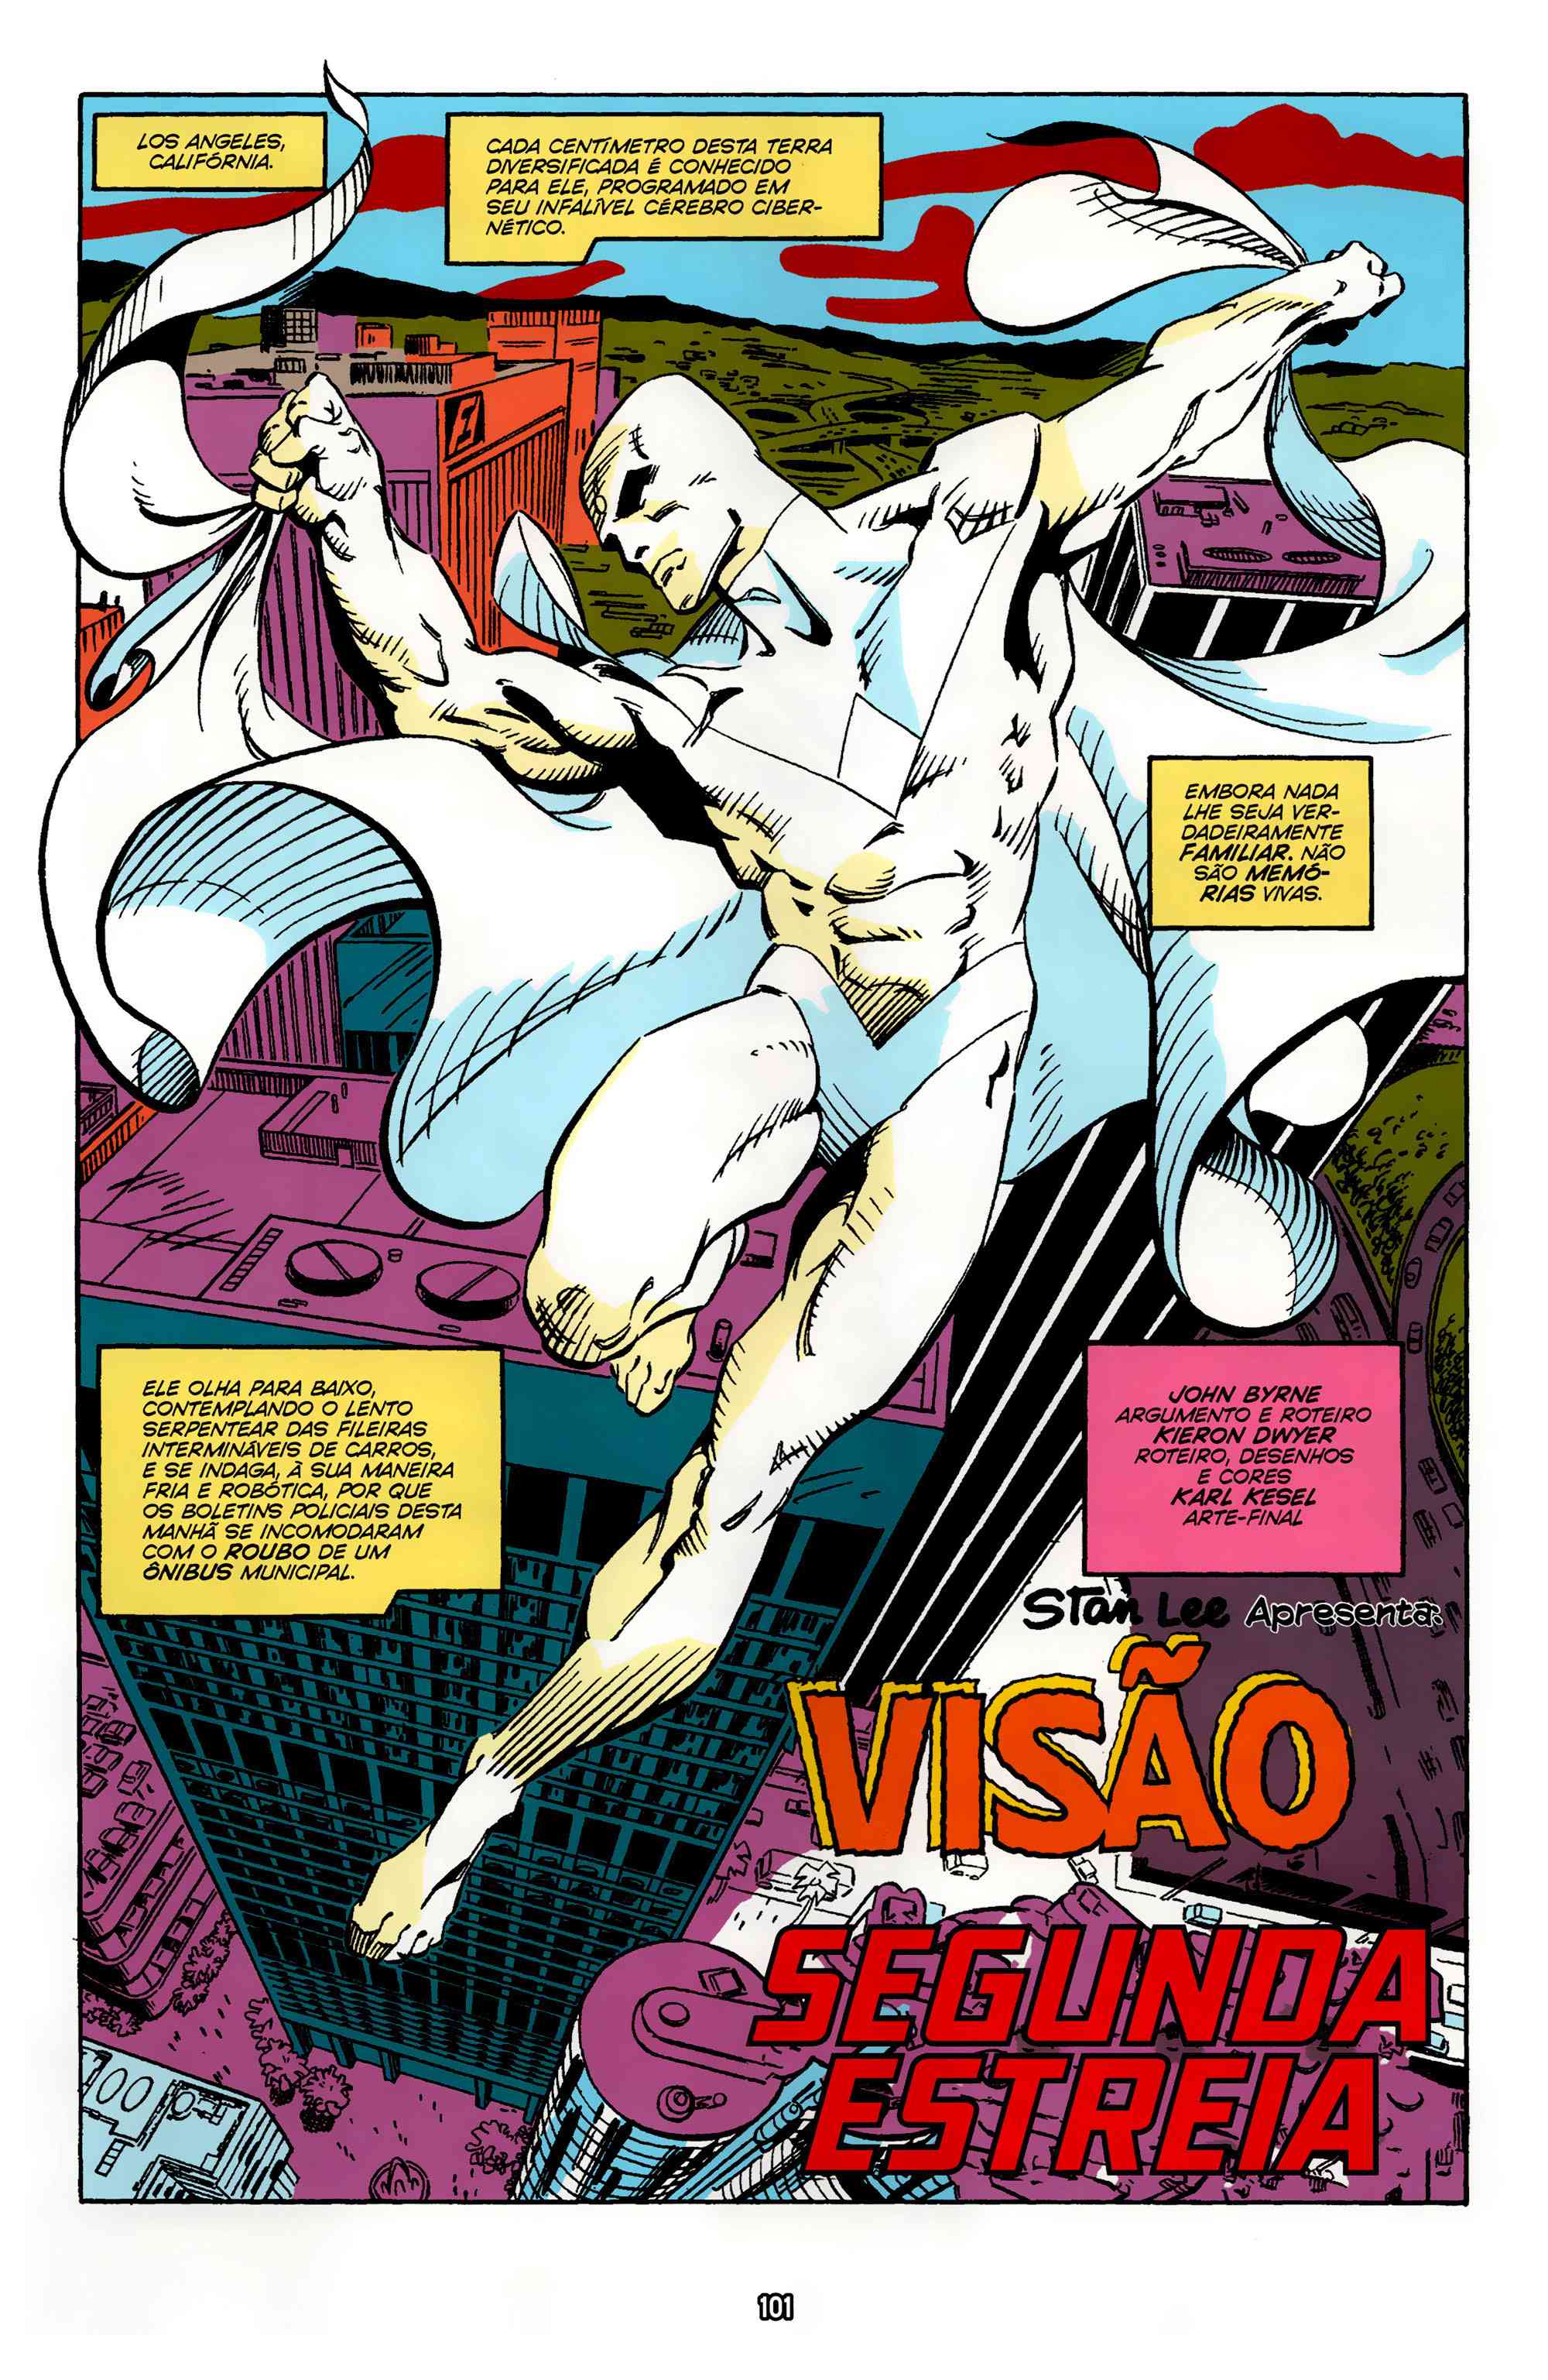 LOS ANGELES,
CALIFÓRNIA.
CADA CENTÍMETRO DESTA TERRA
DIVERSIFICADA É CONHECIDO
PARA ELE, PROGRAMADO EM
SEU INFALÍVEL CÉREBRO CIBER-
NÉTICO.
EMBORA NADA
LHE SEJA VER-
DADEIRAMENTE
FAMILIAR. NÃO
SÃO MEMÓ-
RIAS VIVAS.
ELE OLHA PARA BAIXO,
CONTEMPLANDO O LENTO
SERPENTEAR DAS FILEIRAS
INTERMINÁVEIS DE CARROS,
E SE INDAGA, À SUA MANEIRA
FRIA E ROBÓTICA, POR QUE
OS BOLETINS POLICIAIS DESTA
MANHÃ SE INCOMODARAM
COM O ROUBO DE UM
ÔNIBUS MUNICIPAL.
JOHN BYRNE
ARGUMENTO E ROTEIRO
KIERON DWYER
ROTEIRO, DESENHOS
E CORES
KARL KESEL
ARTE-FINAL
Stan Lee Apresenta:
VISÃO
SEGUNDA
ESTREIA
101